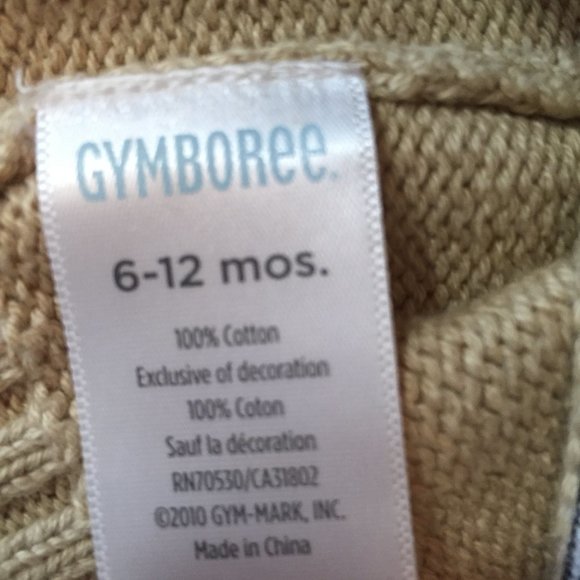 GYMBOREE.
6-12 mos.
100% Cotton
Exclusive of decoration
100% Coton
Sauf la décoration
RN70530/CA31802
©2010 GYM-MARK, INC.
Made in China